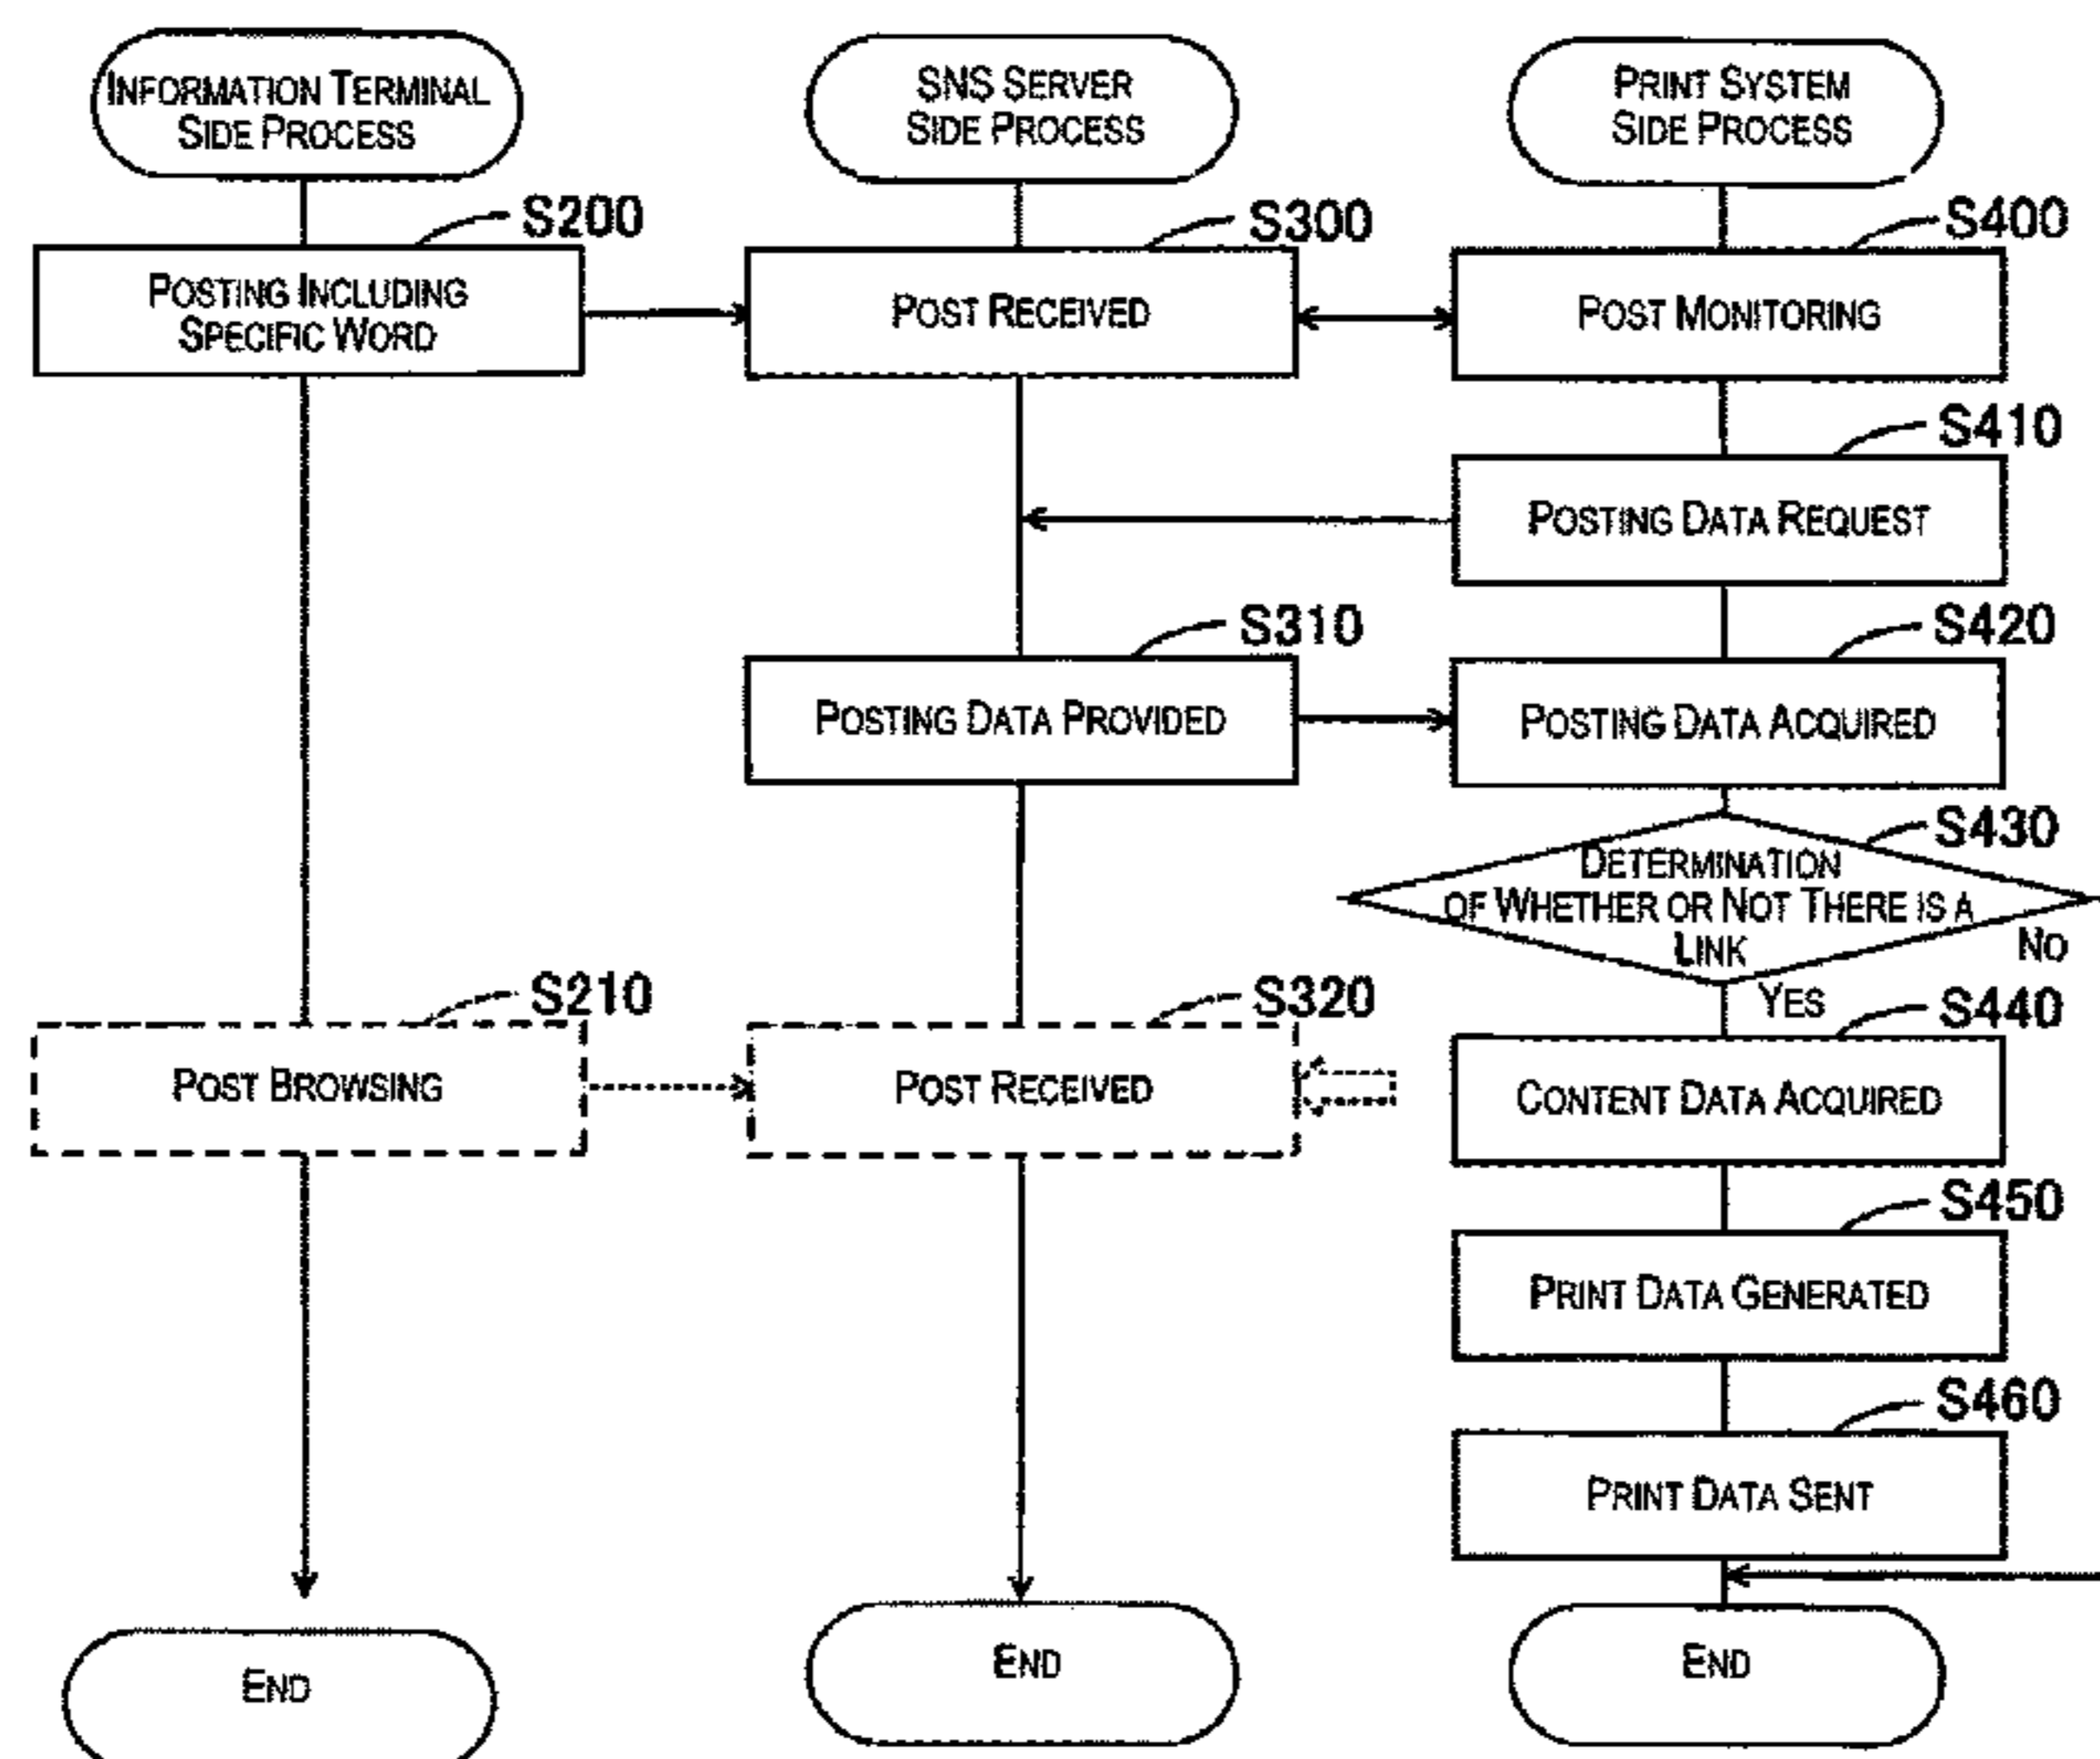 INFORMATION TERMINAL
SIDE PROCESS
SNS SERVER
SIDE PROCESS
PRINT SYSTEM
SIDE PROCESS
S200
S300
S400
POSTING INCLUDING
SPECIFIC WORD
POST RECEIVED
POST MONITORING
S410
POSTING DATA REQUEST
S310
S420
POSTING DATA PROVIDED
POSTING DATA ACQUIRED
S430
DETERMINATION
OF WHETHER OR NOT THERE IS A
LINK
NO
YES
S210
S320
S440
POST BROWSING
POST RECEIVED
CONTENT DATA ACQUIRED
S450
PRINT DATA GENERATED
S460
PRINT DATA SENT
END
END
END